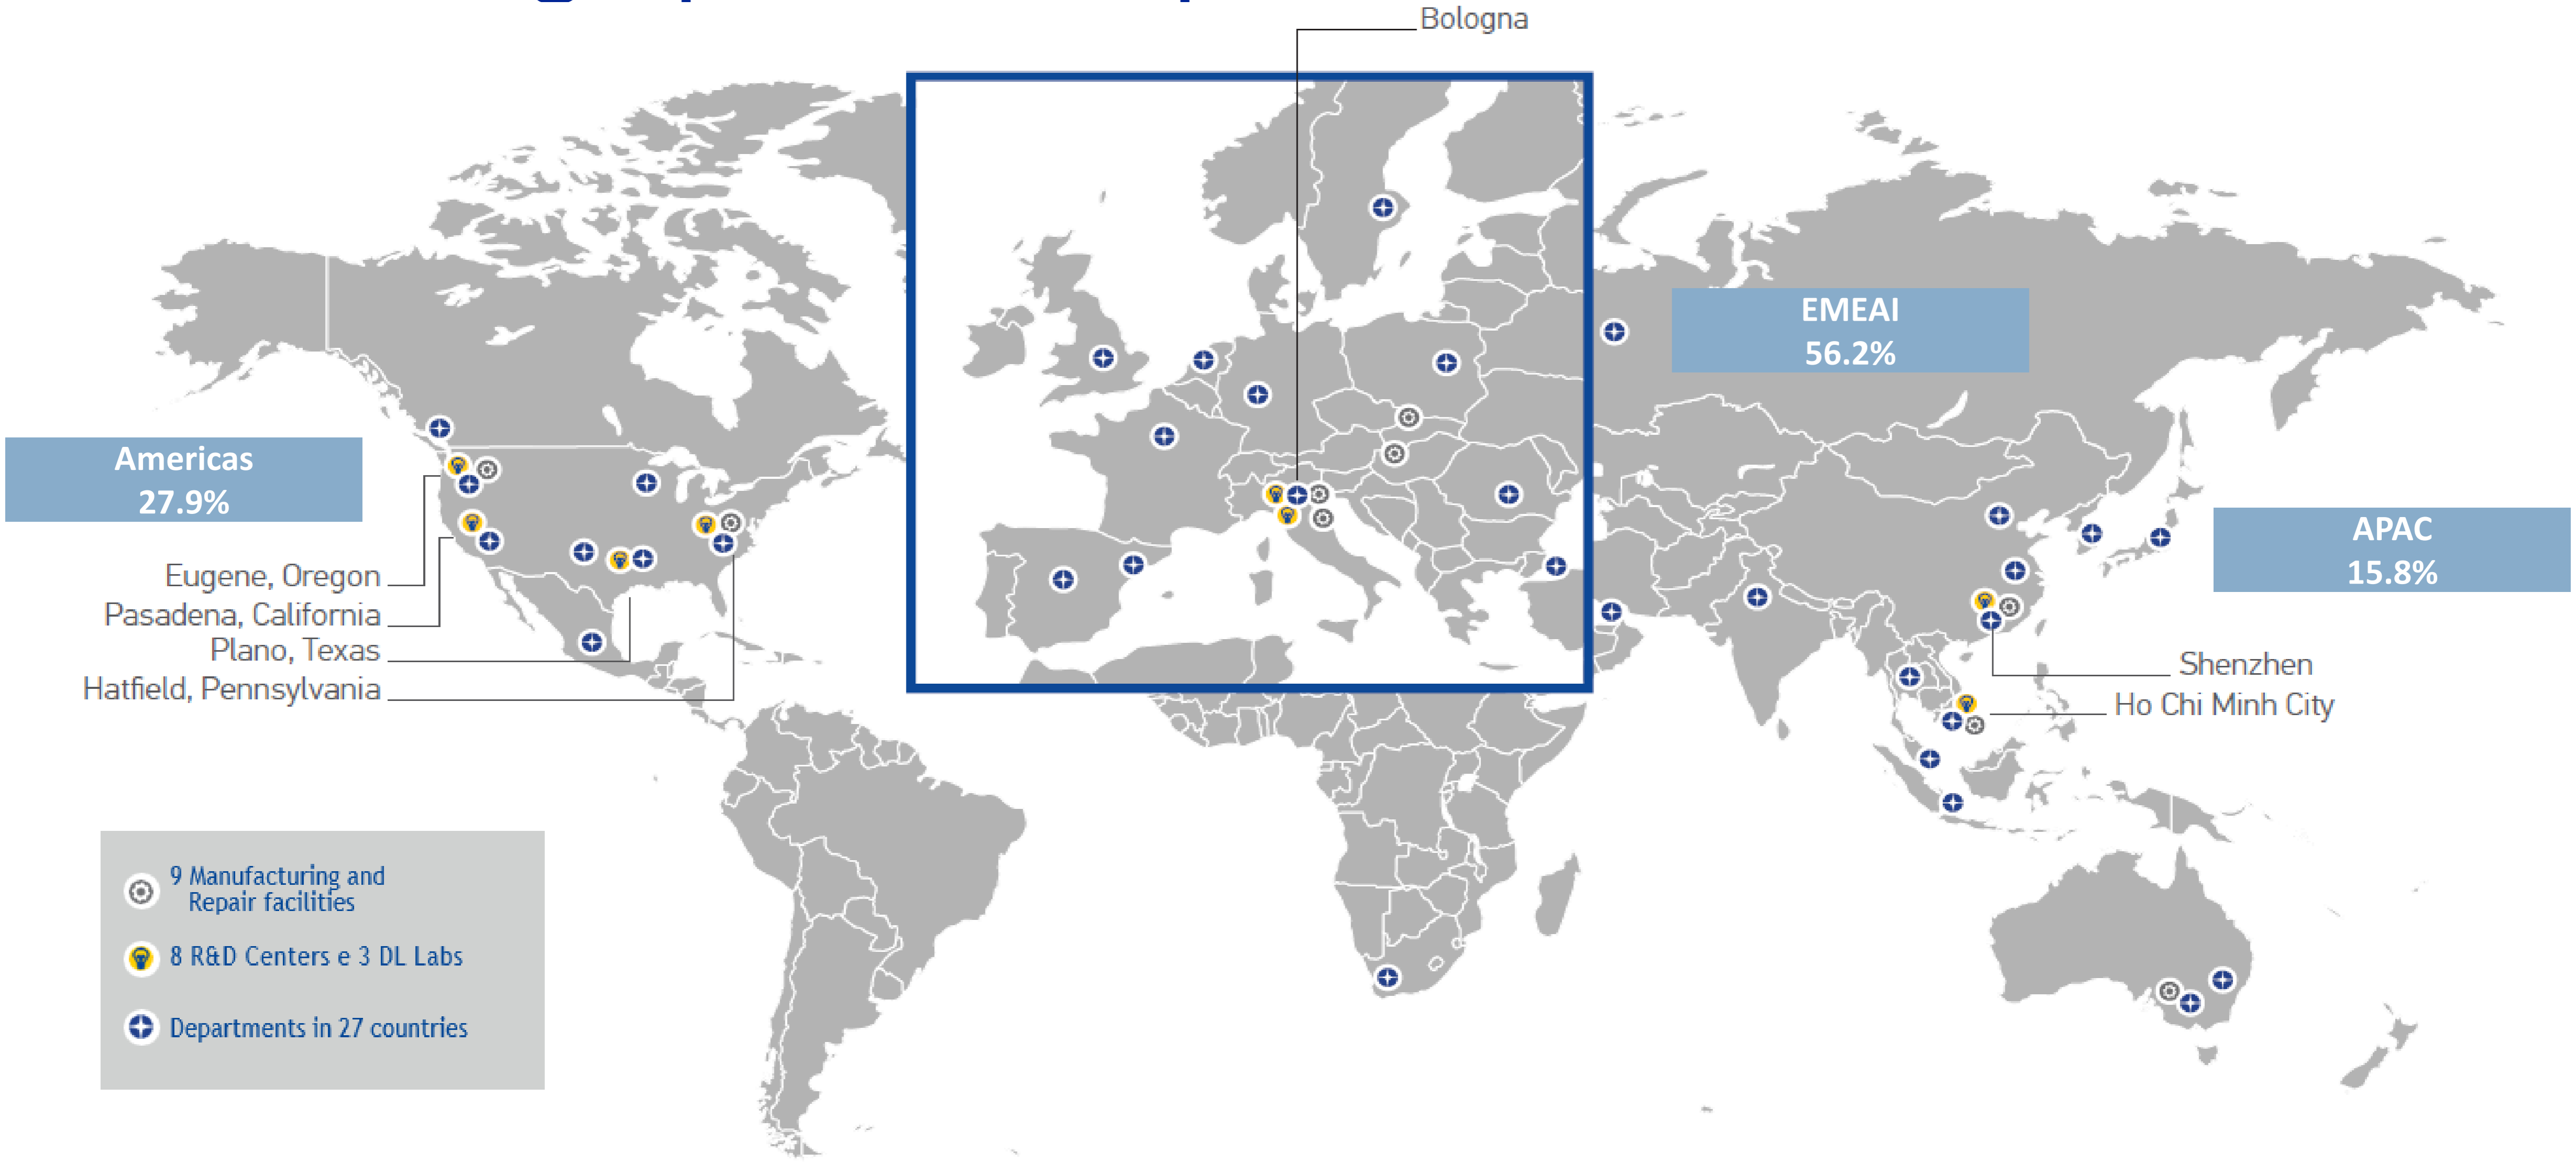 Bologna
EMEAI
56.2%
Americas
27.9%
APAC
15.8%
Eugene, Oregon
Pasadena, California
Plano, Texas
Hatfield, Pennsylvania
Shenzhen
Ho Chi Minh City
9 Manufacturing and
Repair facilities
8 R&D Centers e 3 DL Labs
Departments in 27 countries